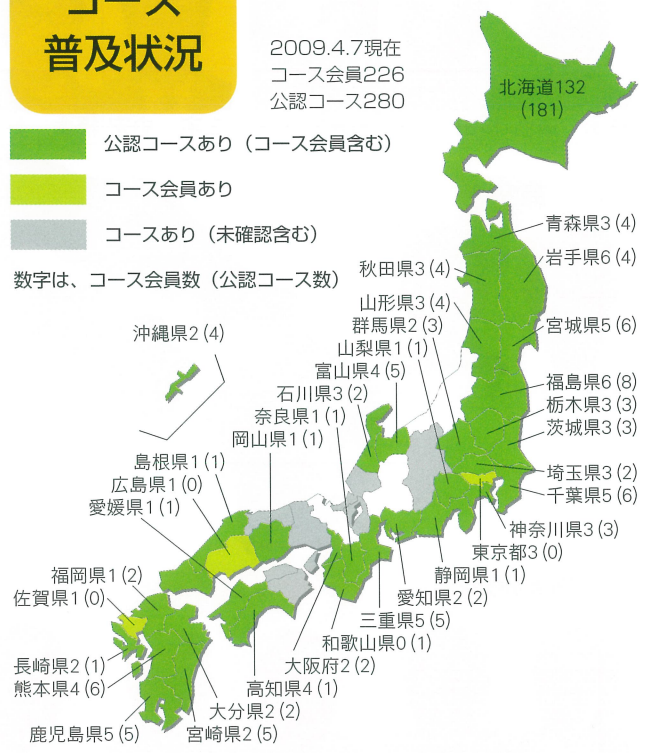 コース
普及状況
2009.4.7現在
コース会員226
公認コース280
公認コースあり（コース会員含む）
コース会員あり
コースあり（未確認含む）
数字は、コース会員数（公認コース数）
北海道132
(181)
青森県3(4)
岩手県6(4)
秋田県3(4)
山形県3(4)
群馬県2(3)
宮城県5(6)
山梨県1(1)
富山県4(5)
福島県6(8)
石川県3(2)
栃木県3(3)
奈良県1(1)
茨城県3(3)
岡山県1(1)
沖縄県2(4)
島根県1(1)
埼玉県3(2)
広島県1(0)
千葉県5(6)
愛媛県1(1)
神奈川県3(3)
東京都3(0)
福岡県1(2)
静岡県1(1)
佐賀県1(0)
愛知県2(2)
三重県5(5)
和歌山県0(1)
長崎県2(1)
大阪府2(2)
熊本県4(6)
高知県4(1)
大分県2(2)
鹿児島県5(5)
宮崎県2(5)